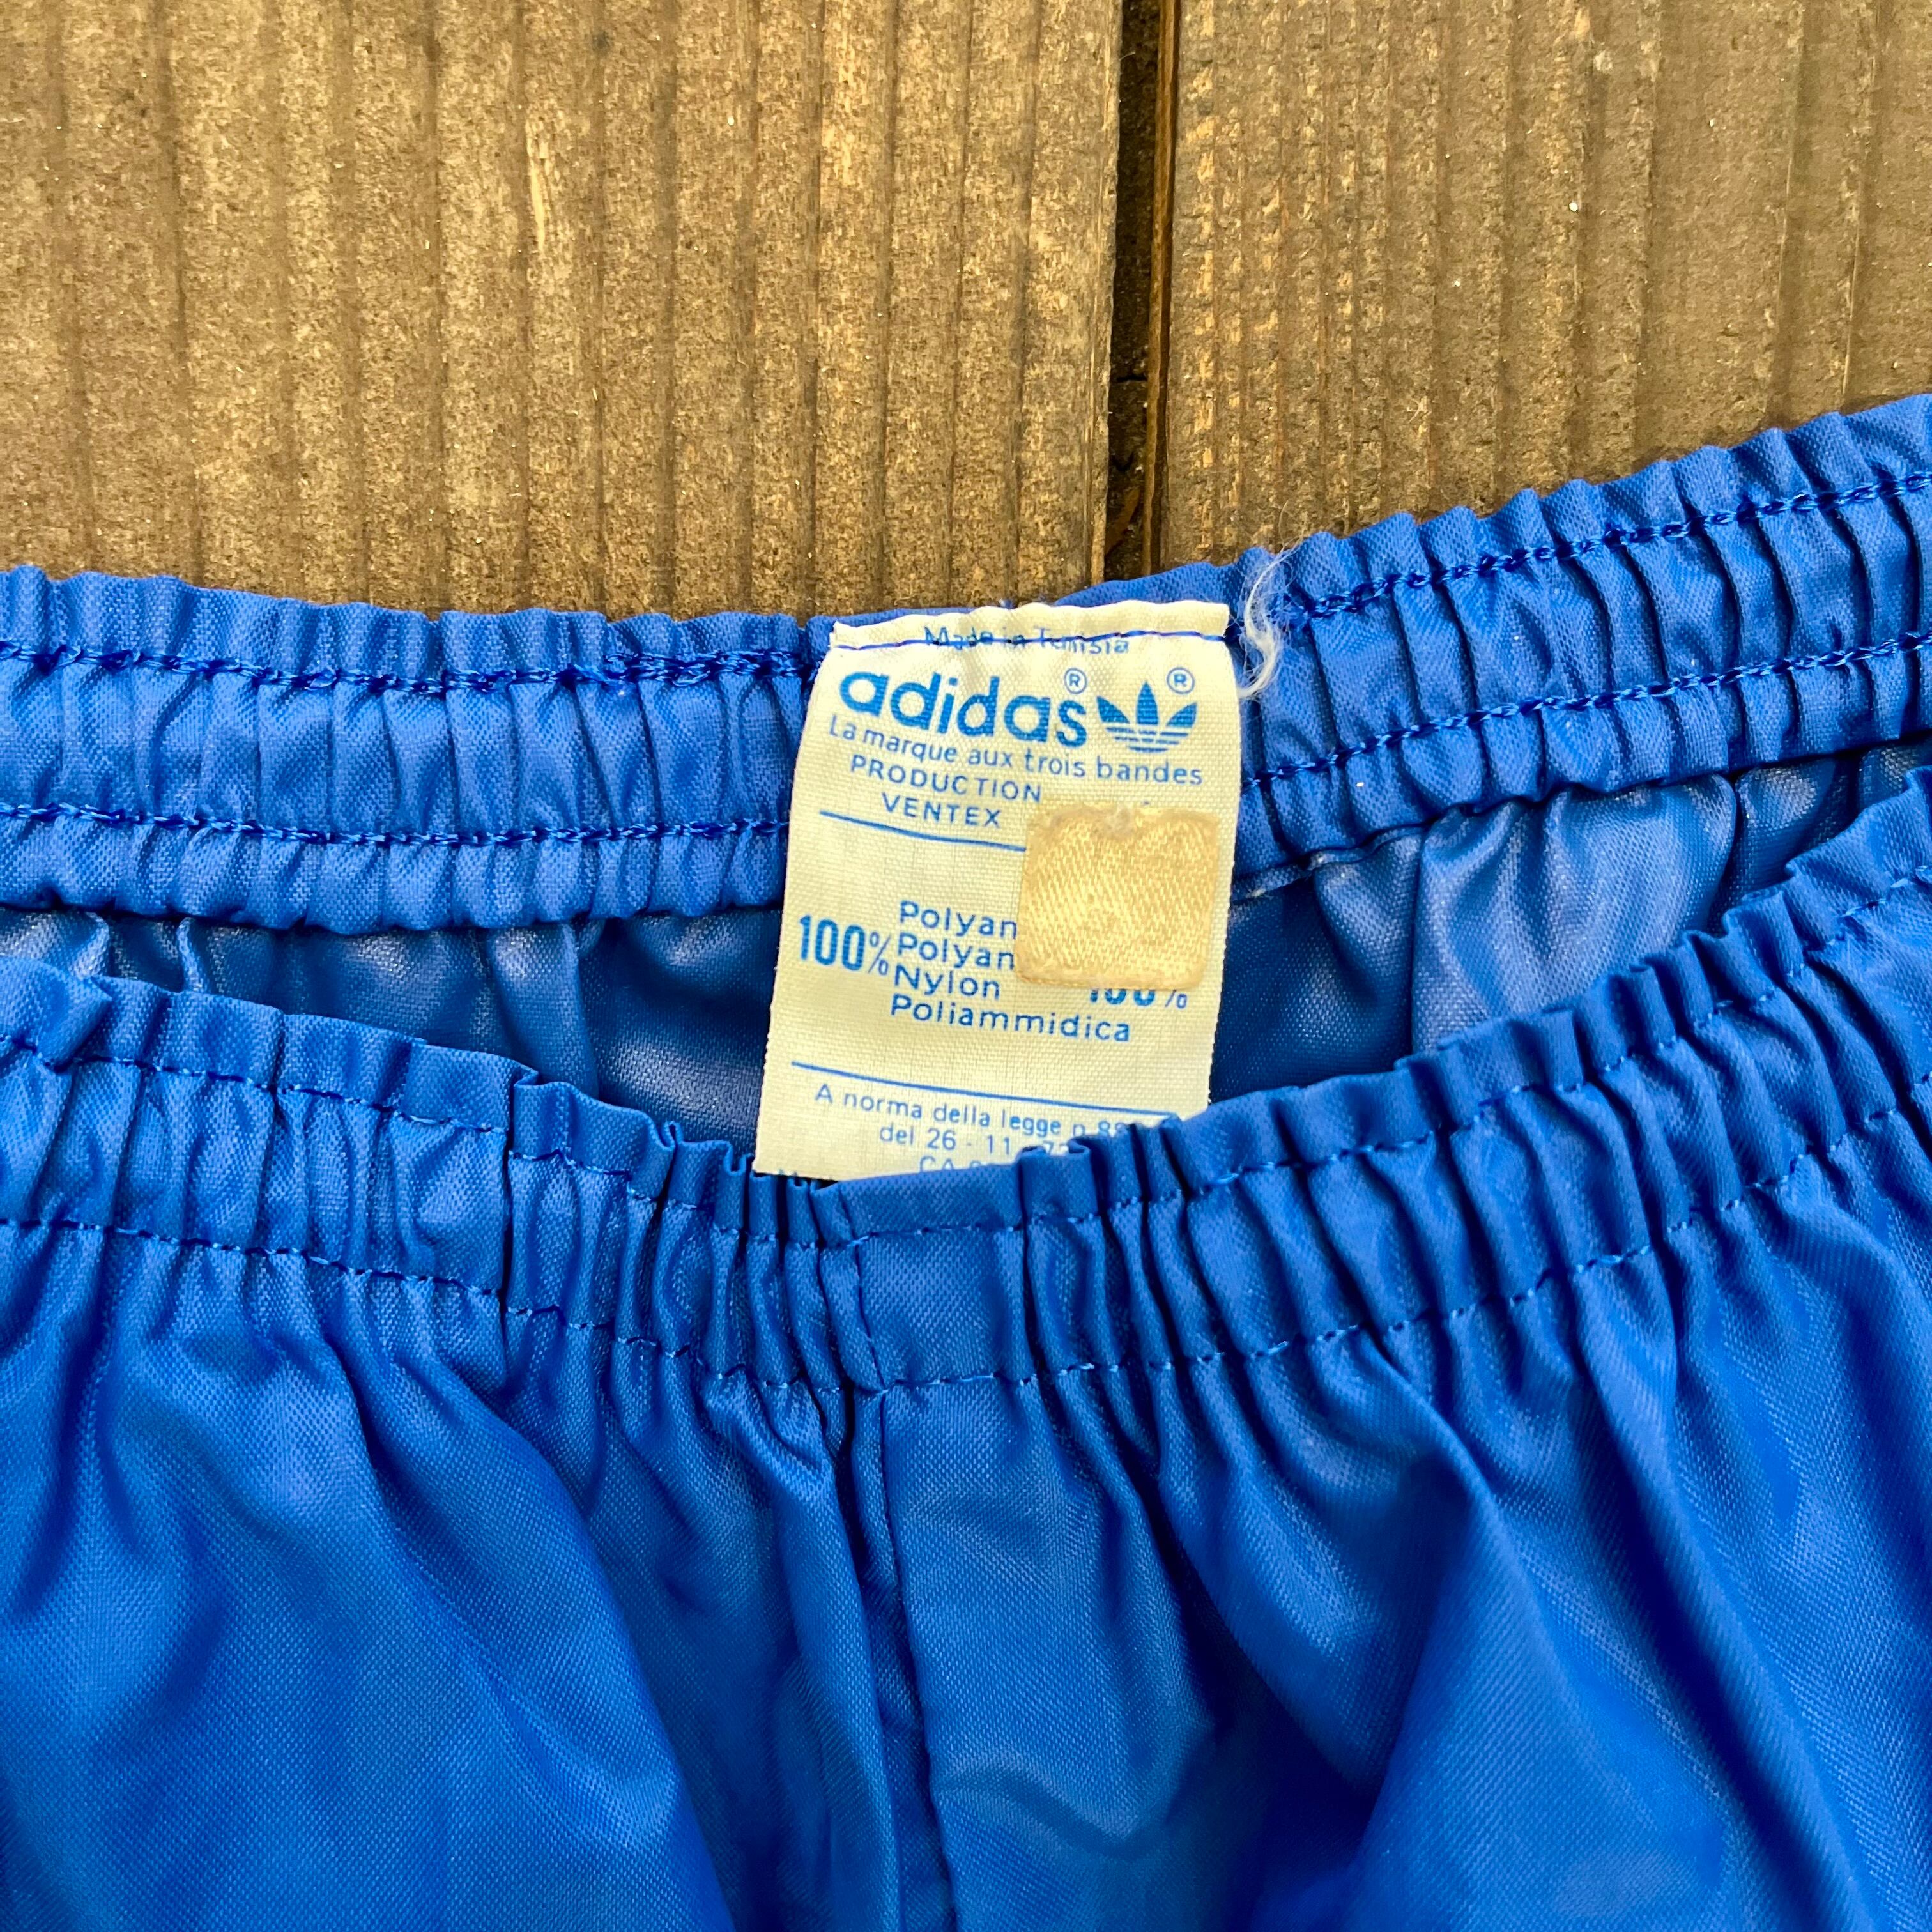 Made in Tunisia
adidas® ®
La marque aux trois bandes
PRODUCTION
VENTEX
Polyan
100% Polyan
Nylon 100%
Poliammidica
A norma della legge n
del 26 - 11